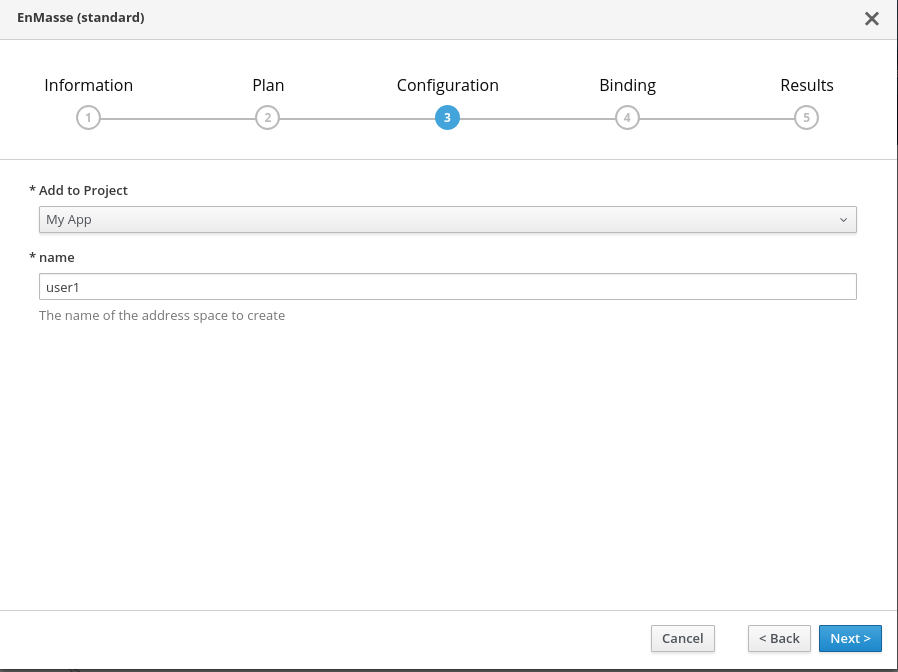 EnMasse (standard)
Information Plan Configuration Binding Results
1 2 3 4 5
* Add to Project
My App
* name
user1
The name of the address space to create
Cancel < Back Next >